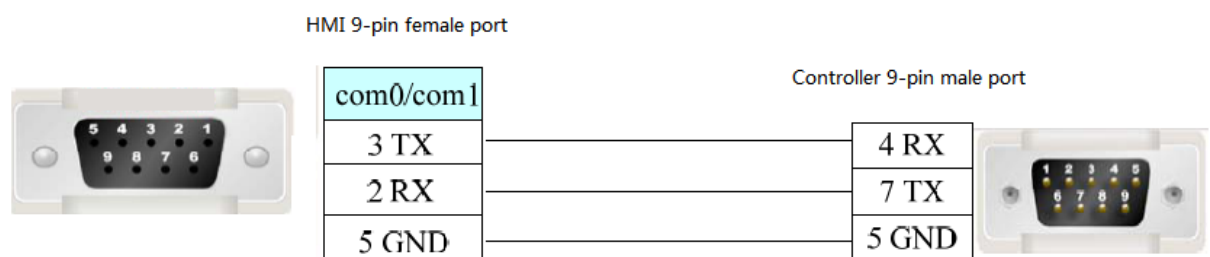 HMI 9-pin female port
Controller 9-pin male port
com0/com1
3 TX
4 RX
2 RX
7 TX
5 GND
5 GND
5 4 3 2 1
9 8 7 6
1 2 3 4 5
6 7 8 9